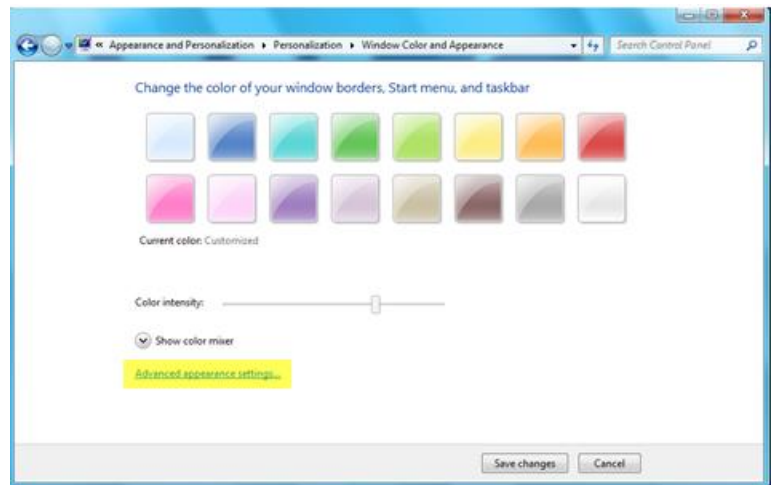 « Appearance and Personalization ▸ Personalization ▸ Window Color and Appearance
Search Control Panel
Change the color of your window borders, Start menu, and taskbar
Current color: Customized
Color intensity:
Show color mixer
Advanced appearance settings...
Save changes
Cancel